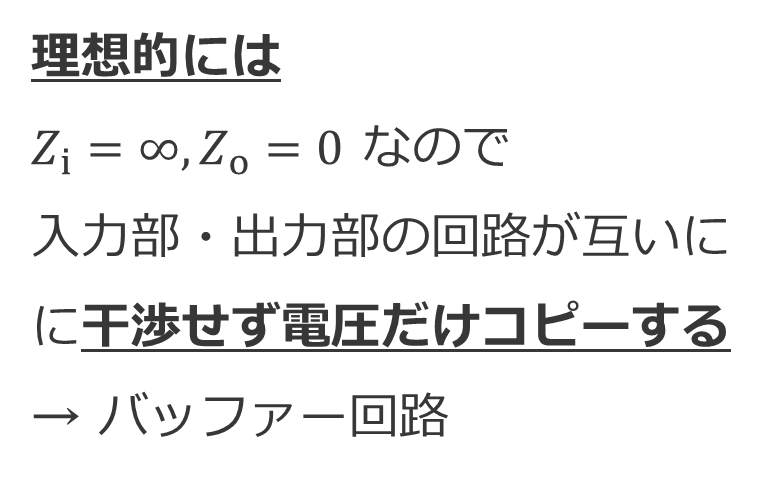 理想的には
Zi = ∞, Zo = 0 なので
入力部・出力部の回路が互いに
に干渉せず電圧だけコピーする
→ バッファー回路